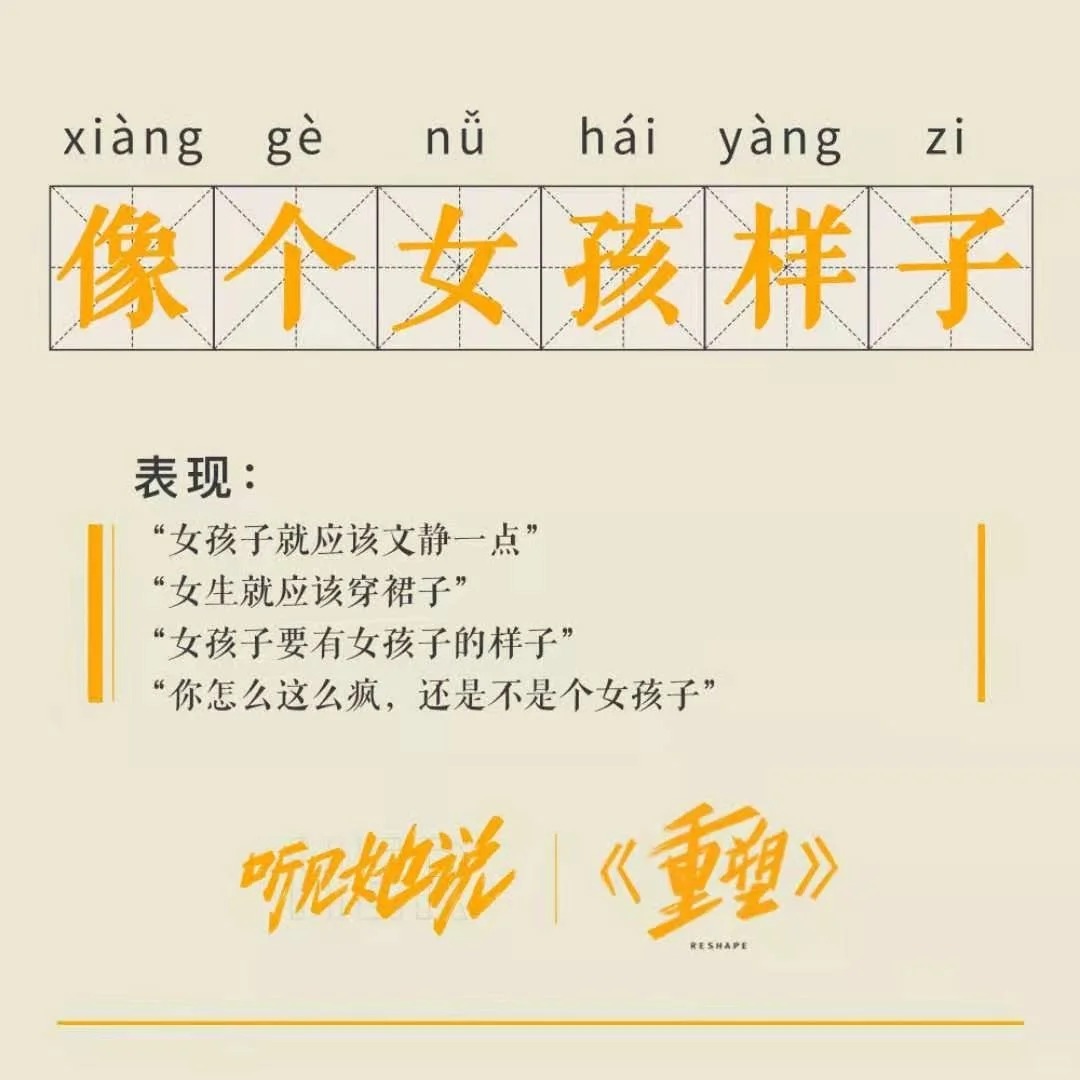 xiàng gè nǚ hái yàng zi
像个女孩样子
表现：
“女孩子就应该文静一点”
“女生就应该穿裙子”
“女孩子要有女孩子的样子”
“你怎么这么疯，还是不是个女孩子”
听见她说
《重塑》
RESHAPE